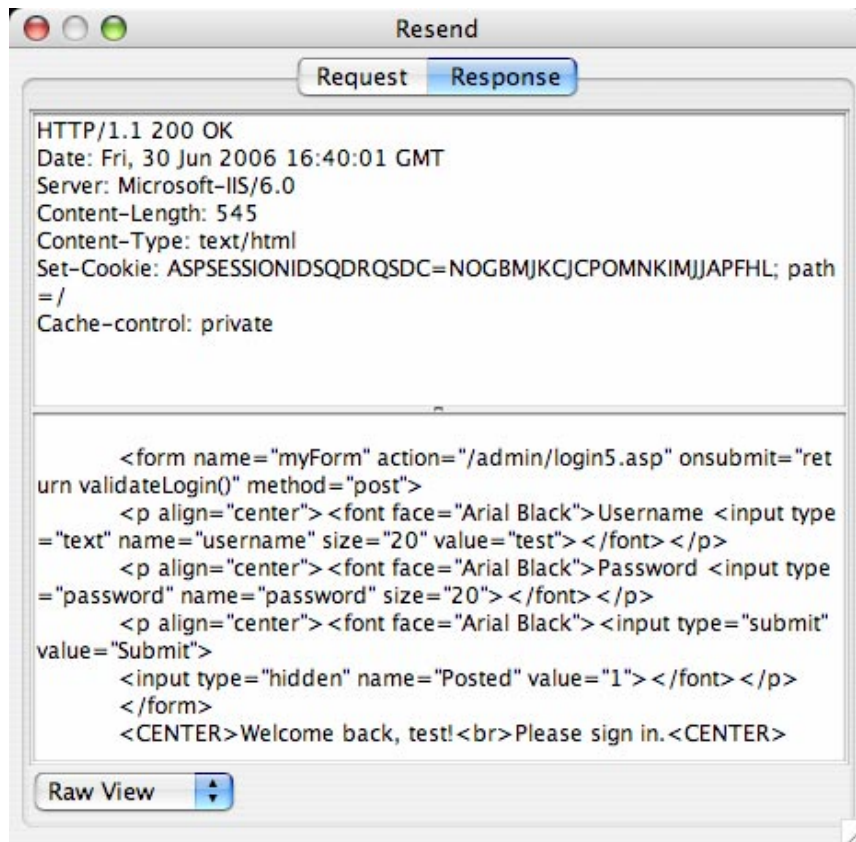 Resend
Request Response
HTTP/1.1 200 OK
Date: Fri, 30 Jun 2006 16:40:01 GMT
Server: Microsoft-IIS/6.0
Content-Length: 545
Content-Type: text/html
Set-Cookie: ASPSESSIONIDSQDRQSDC=NOGBMJKCJCPOMNKIMJJAPFHL; path
=/
Cache-control: private
<form name="myForm" action="/admin/login5.asp" onsubmit="ret
urn validateLogin()" method="post">
<p align="center"><font face="Arial Black">Username <input type
="text" name="username" size="20" value="test"></font></p>
<p align="center"><font face="Arial Black">Password <input type
="password" name="password" size="20"></font></p>
<p align="center"><font face="Arial Black"><input type="submit"
value="Submit">
<input type="hidden" name="Posted" value="1"></font></p>
</form>
<CENTER>Welcome back, test!<br>Please sign in.<CENTER>
Raw View